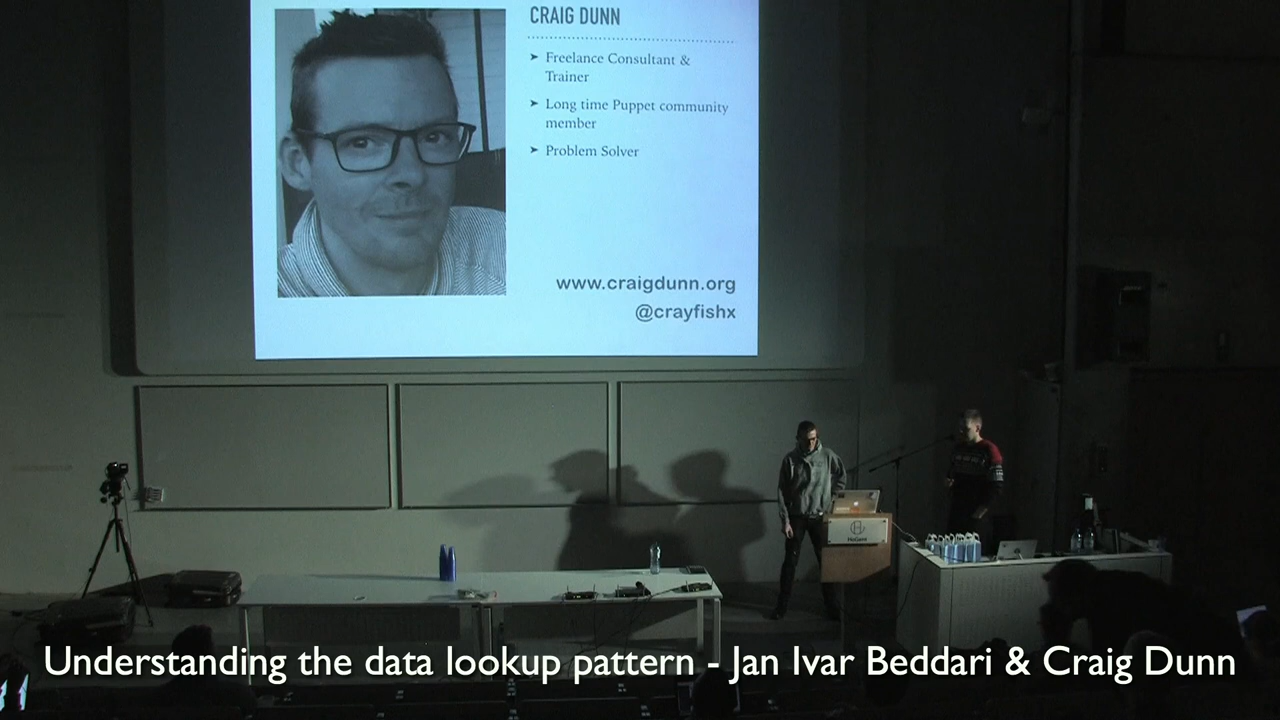 CRAIG DUNN
➤ Freelance Consultant &
Trainer
➤ Long time Puppet community
member
➤ Problem Solver
www.craigdunn.org
@crayfishx
HoGent
Understanding the data lookup pattern - Jan Ivar Beddari & Craig Dunn